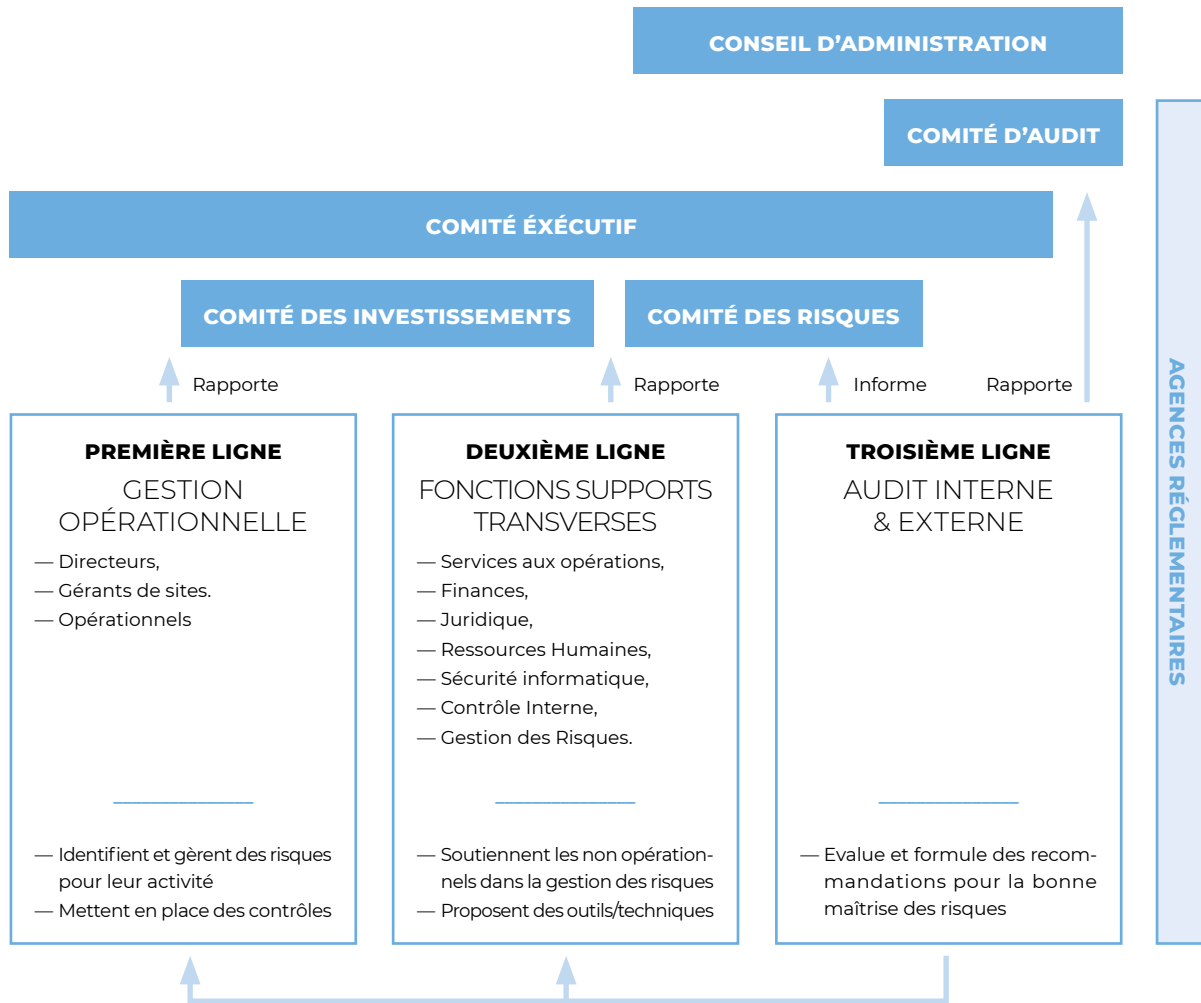 CONSEIL D’ADMINISTRATION
COMITÉ D’AUDIT
COMITÉ ÉXÉCUTIF
COMITÉ DES INVESTISSEMENTS
COMITÉ DES RISQUES
Rapporte
Rapporte
Informe
Rapporte
PREMIÈRE LIGNE
GESTION
OPÉRATIONNELLE
— Directeurs,
— Gérants de sites.
— Opérationnels
— Identifient et gèrent des risques
pour leur activité
— Mettent en place des contrôles
DEUXIÈME LIGNE
FONCTIONS SUPPORTS
TRANSVERSES
— Services aux opérations,
— Finances,
— Juridique,
— Ressources Humaines,
— Sécurité informatique,
— Contrôle Interne,
— Gestion des Risques.
— Soutiennent les non opération-
nels dans la gestion des risques
— Proposent des outils/techniques
TROISIÈME LIGNE
AUDIT INTERNE
& EXTERNE
— Evalue et formule des recom-
mandations pour la bonne
maîtrise des risques
AGENCES RÉGLEMENTAIRES